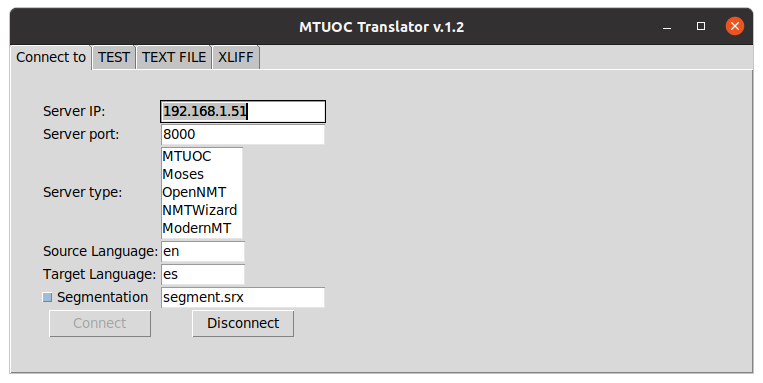 MTUOC Translator v.1.2
Connect to TEST TEXT FILE XLIFF
Server IP: 192.168.1.51
Server port: 8000
Server type:
MTUOC
Moses
OpenNMT
NMTWizard
ModernMT
Source Language: en
Target Language: es
Segmentation segment.srx
Connect Disconnect